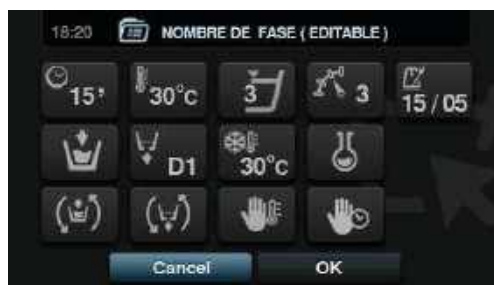 18:20 NOMBRE DE FASE ( EDITABLE )
15' 30°C 3 3 15 / 05
D1 30°C
Cancel OK